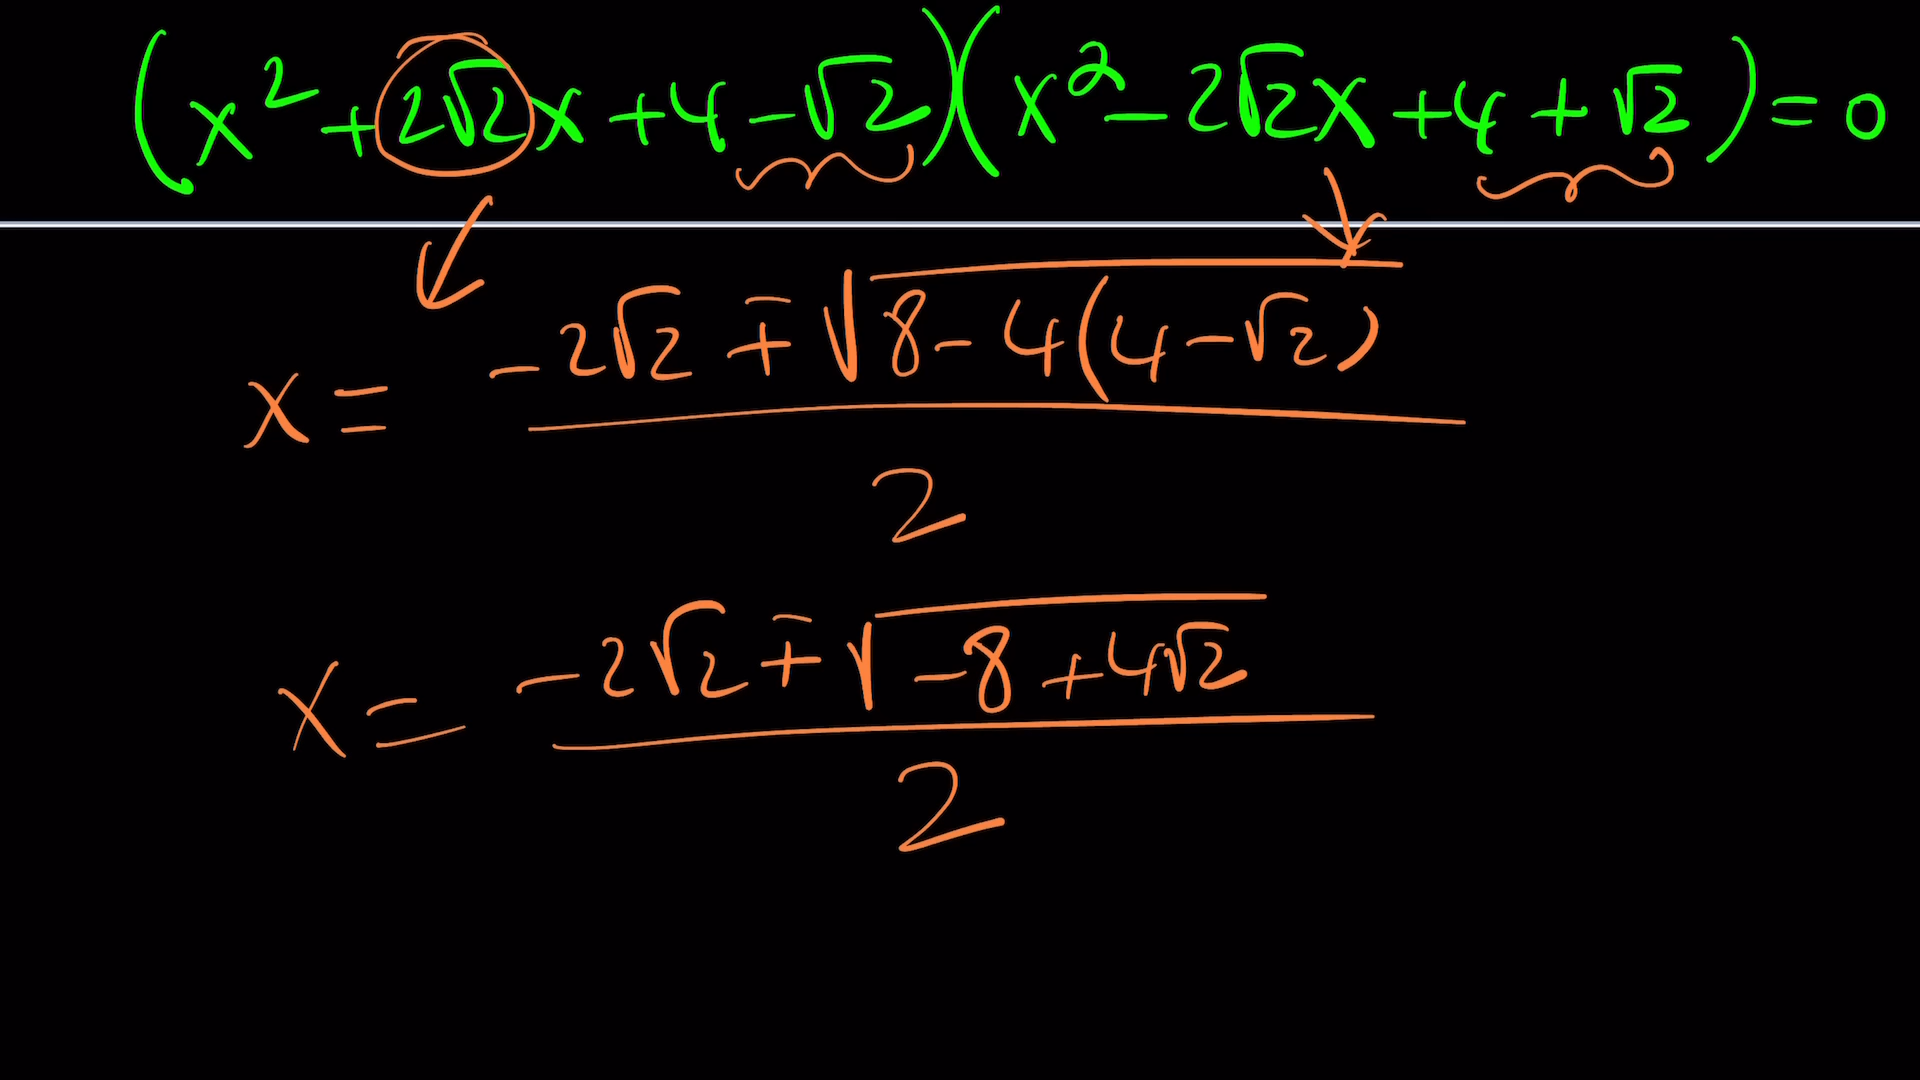 (x² + 2√2x + 4 - √2)(x² - 2√2x + 4 + √2) = 0
x = (-2√2 ∓ √(8 - 4(4 - √2)))/2
x = (-2√2 ∓ √(-8 + 4√2))/2